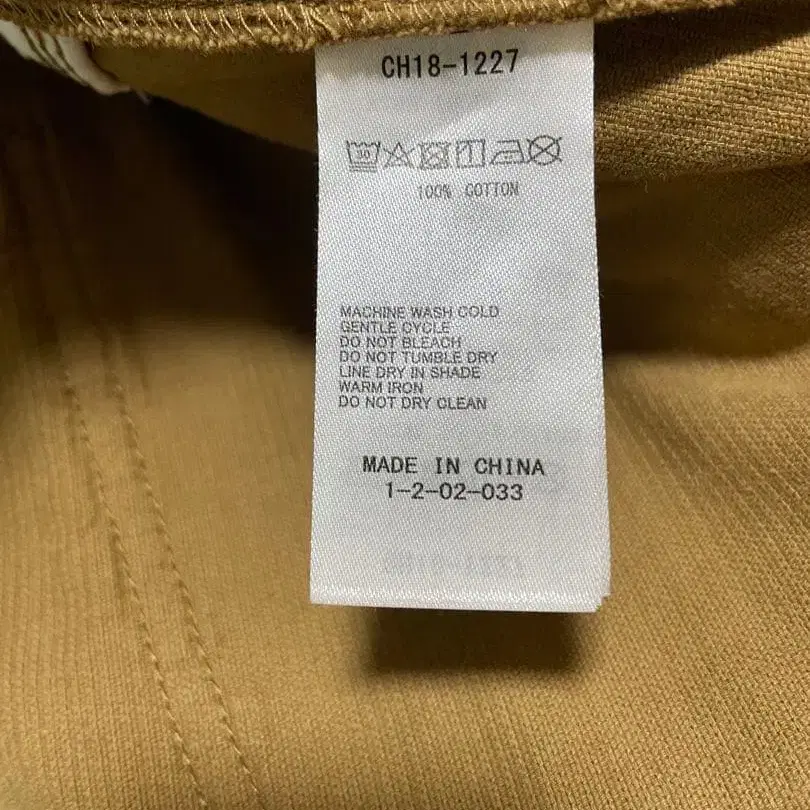 CH18-1227
30
100% COTTON
MACHINE WASH COLD
GENTLE CYCLE
DO NOT BLEACH
DO NOT TUMBLE DRY
LINE DRY IN SHADE
WARM IRON
DO NOT DRY CLEAN
MADE IN CHINA
1-2-02-033